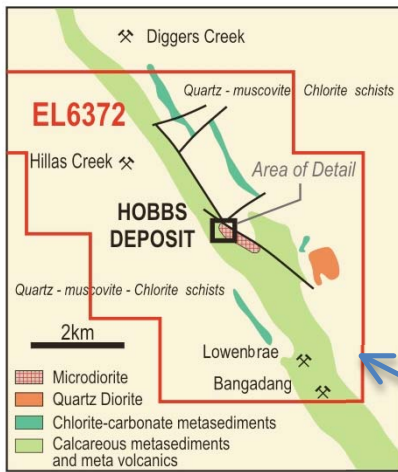 Diggers Creek
Quartz - muscovite Chlorite schists
EL6372
Hillas Creek
Area of Detail
HOBBS
DEPOSIT
Quartz - muscovite - Chlorite schists
2km
Lowenbrae
Bangadang
Microdiorite
Quartz Diorite
Chlorite-carbonate metasediments
Calcareous metasediments
and meta volcanics